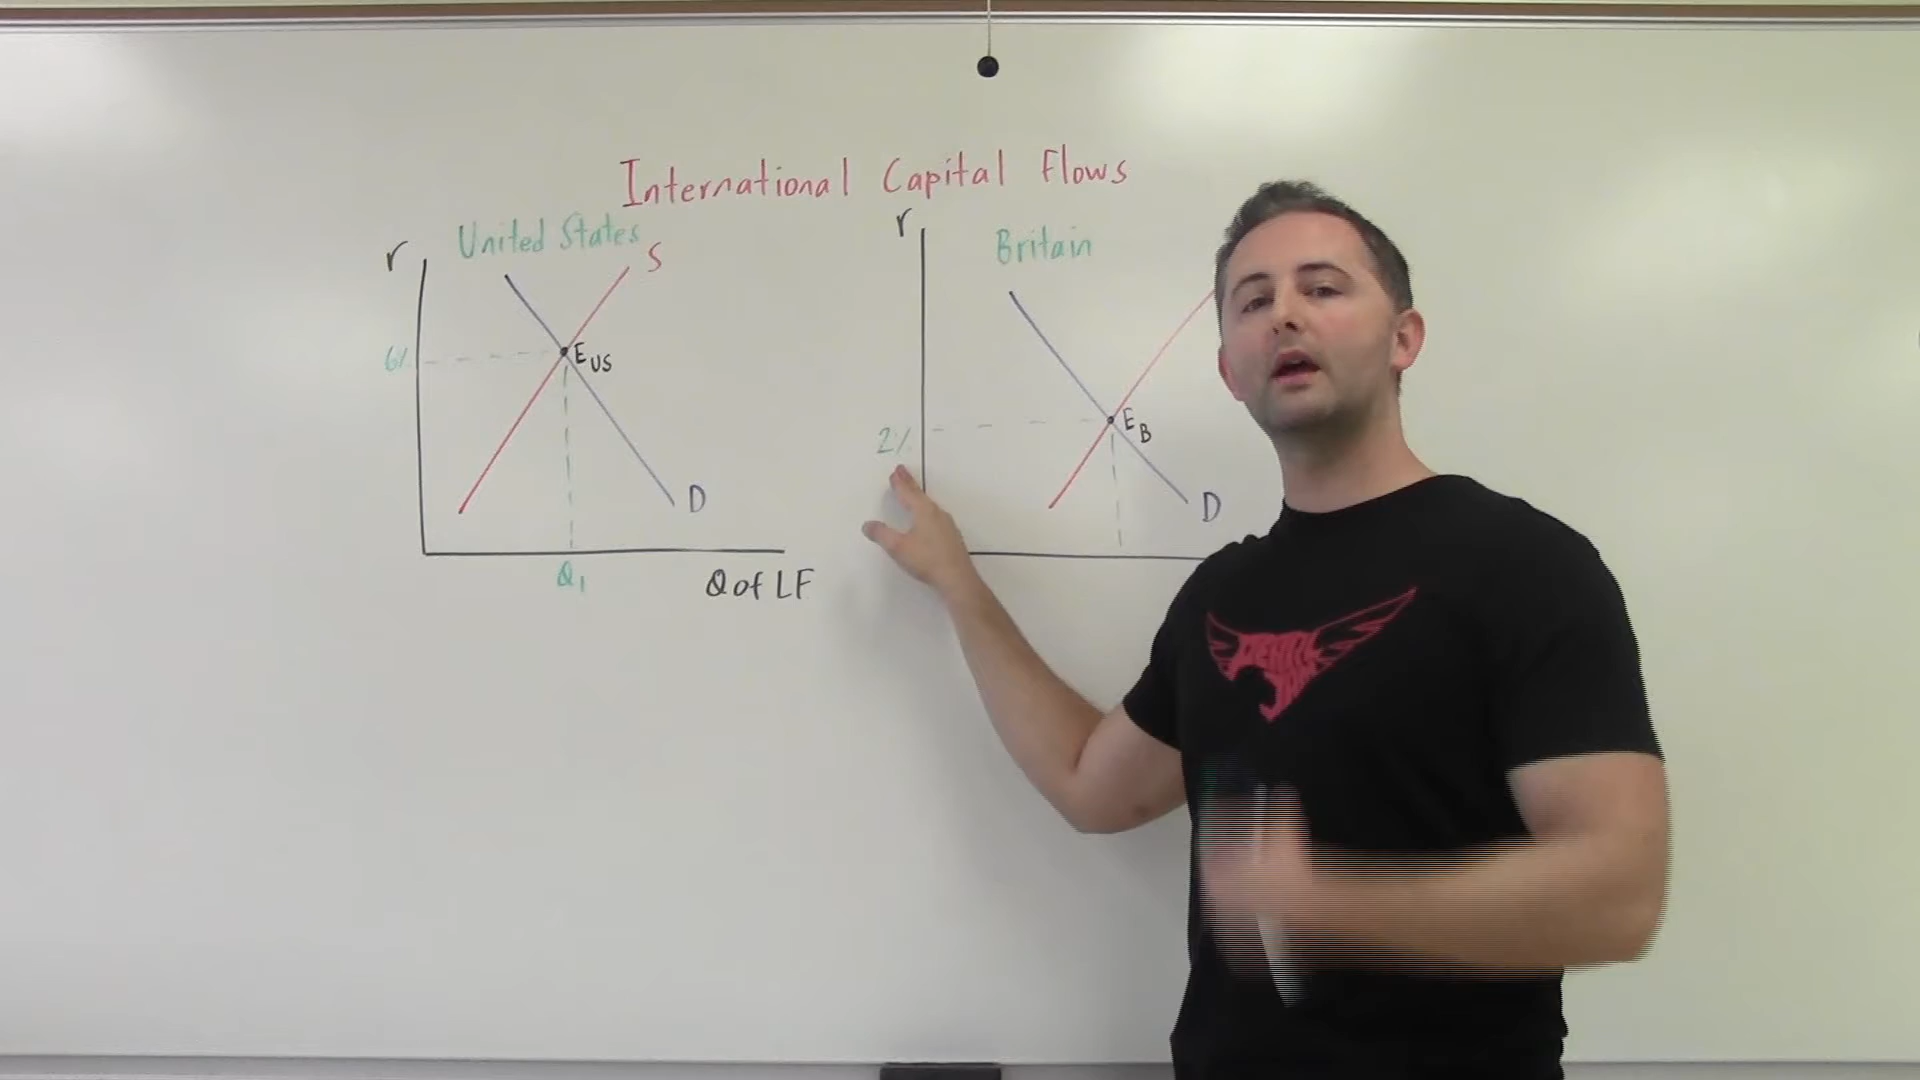 International Capital Flows
United States
r
S
6%
E US
D
Q1
Q of LF
r
Britain
2%
E B
D